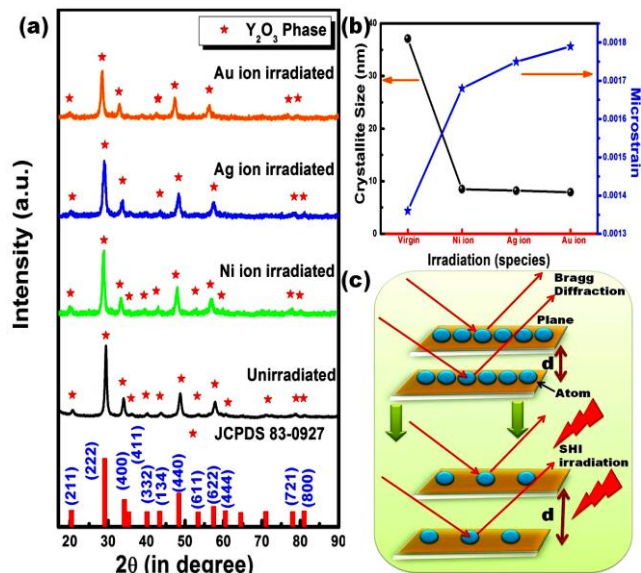 (a)
★ Y₂O₃ Phase
Au ion irradiated
Ag ion irradiated
Ni ion irradiated
Unirradiated
JCPDS 83-0927
(211)
(222)
(400)
(411)
(332)
(134)
(440)
(611)
(622)
(444)
(721)
(800)
Intensity (a.u.)
20 30 40 50 60 70 80 90
2θ (in degree)
(b)
Crystallite Size (nm)
40
30
20
10
0
Microstrain
0.0018
0.0017
0.0016
0.0015
0.0014
0.0013
Virgin Ni ion Ag ion Au ion
Irradiation (species)
(c)
Bragg
Diffraction
Plane
d
Atom
SHI
irradiation
d